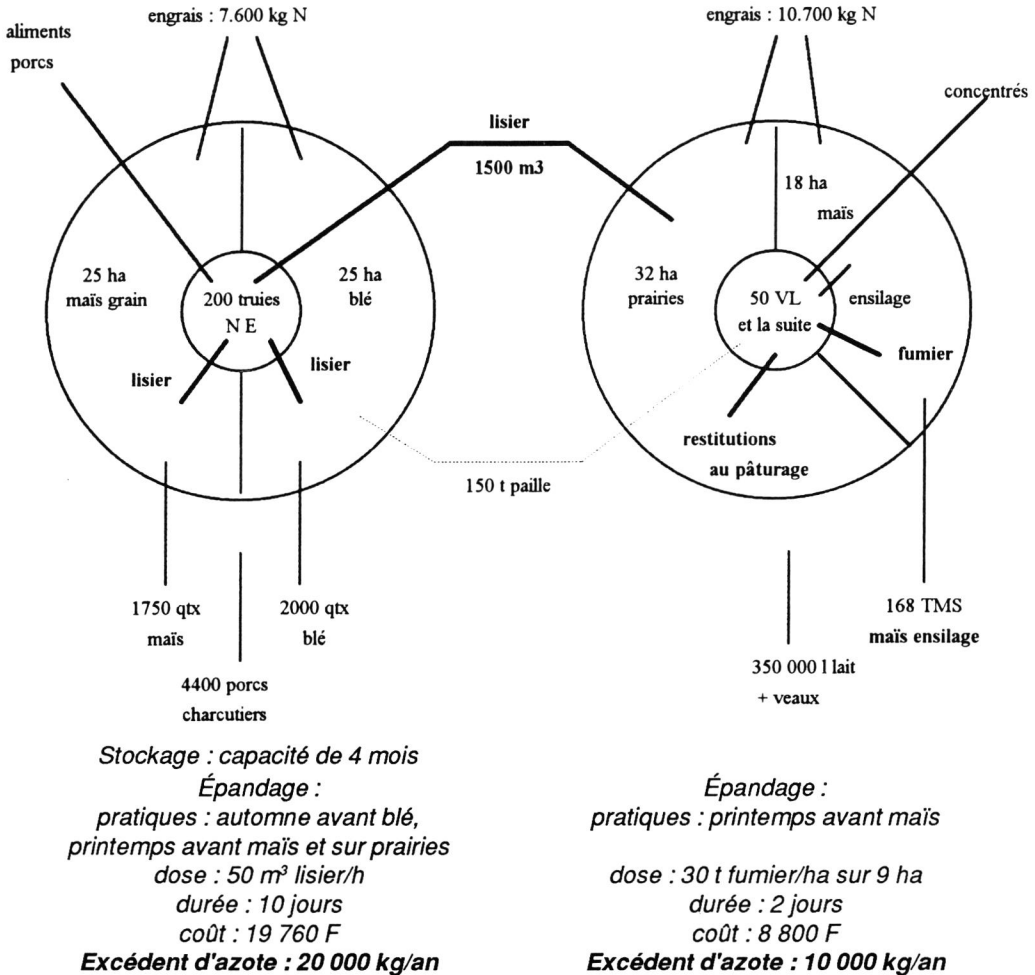 engrais : 7.600 kg N
aliments
porcs
lisier
1500 m3
25 ha
maïs grain
200 truies
N E
25 ha
blé
lisier
lisier
150 t paille
1750 qtx
maïs
2000 qtx
blé
4400 porcs
charcutiers
engrais : 10.700 kg N
concentrés
18 ha
maïs
32 ha
prairies
50 VL
et la suite
ensilage
fumier
restitutions
au pâturage
168 TMS
maïs ensilage
350 000 l lait
+ veaux
Stockage : capacité de 4 mois
Épandage :
pratiques : automne avant blé,
printemps avant maïs et sur prairies
dose : 50 m³ lisier/h
durée : 10 jours
coût : 19 760 F
Excédent d'azote : 20 000 kg/an
Épandage :
pratiques : printemps avant maïs
dose : 30 t fumier/ha sur 9 ha
durée : 2 jours
coût : 8 800 F
Excédent d'azote : 10 000 kg/an